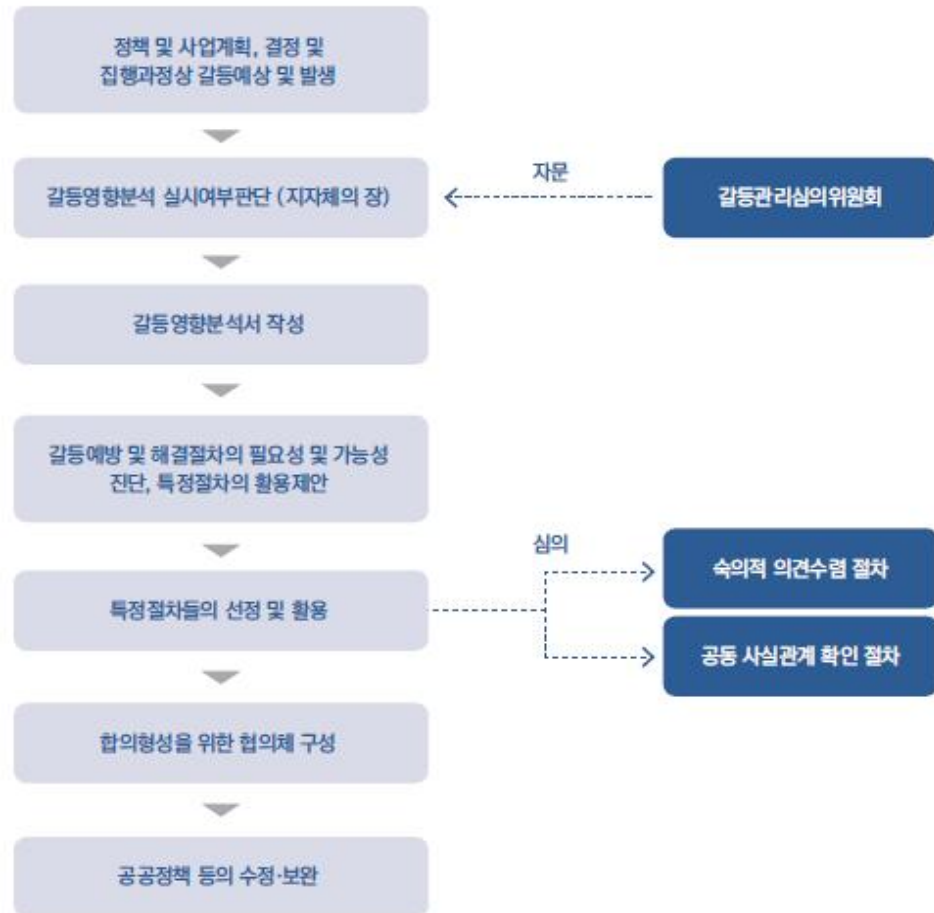 정책 및 사업계획, 결정 및
집행과정상 갈등예상 및 발생
갈등영향분석 실시여부판단 (지자체의 장)
자문
갈등관리심의위원회
갈등영향분석서 작성
갈등예방 및 해결절차의 필요성 및 가능성
진단, 특정절차의 활용제안
특정절차들의 선정 및 활용
심의
숙의적 의견수렴 절차
공동 사실관계 확인 절차
합의형성을 위한 협의체 구성
공공정책 등의 수정·보완